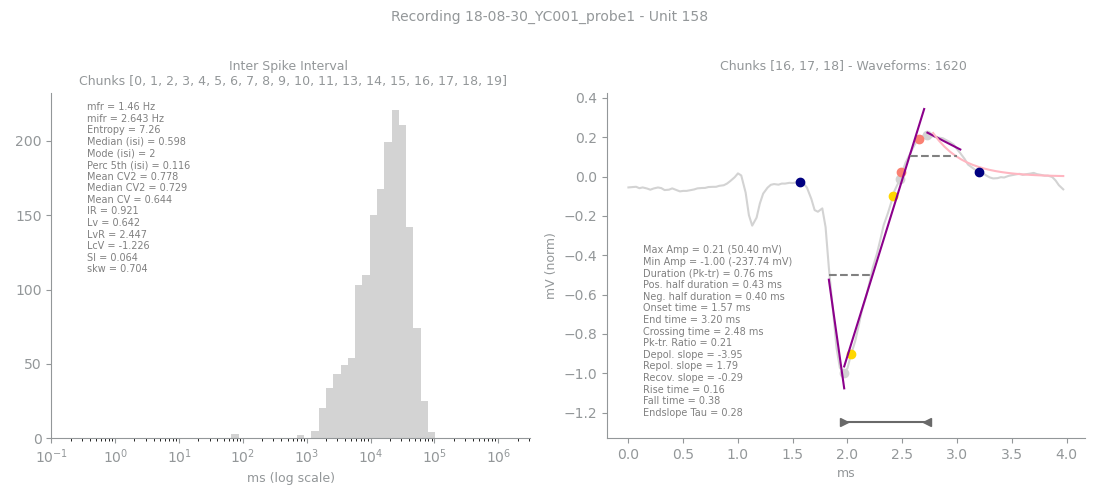 Recording 18-08-30_YC001_probe1 - Unit 158
Inter Spike Interval
Chunks [0, 1, 2, 3, 4, 5, 6, 7, 8, 9, 10, 11, 13, 14, 15, 16, 17, 18, 19]
mfr = 1.46 Hz
mifr = 2.643 Hz
Entropy = 7.26
Median (isi) = 0.598
Mode (isi) = 2
Perc 5th (isi) = 0.116
Mean CV2 = 0.778
Median CV2 = 0.729
Mean CV = 0.644
IR = 0.921
Lv = 0.642
LvR = 2.447
LcV = -1.226
SI = 0.064
skw = 0.704
200
150
100
50
0
10⁻¹ 10⁰ 10¹ 10² 10³ 10⁴ 10⁵ 10⁶
ms (log scale)
Chunks [16, 17, 18] - Waveforms: 1620
mV (norm)
0.4
0.2
0.0
−0.2
−0.4
−0.6
−0.8
−1.0
−1.2
Max Amp = 0.21 (50.40 mV)
Min Amp = -1.00 (-237.74 mV)
Duration (Pk-tr) = 0.76 ms
Pos. half duration = 0.43 ms
Neg. half duration = 0.40 ms
Onset time = 1.57 ms
End time = 3.20 ms
Crossing time = 2.48 ms
Pk-tr. Ratio = 0.21
Depol. slope = -3.95
Repol. slope = 1.79
Recov. slope = -0.29
Rise time = 0.16
Fall time = 0.38
Endslope Tau = 0.28
0.0 0.5 1.0 1.5 2.0 2.5 3.0 3.5 4.0
ms